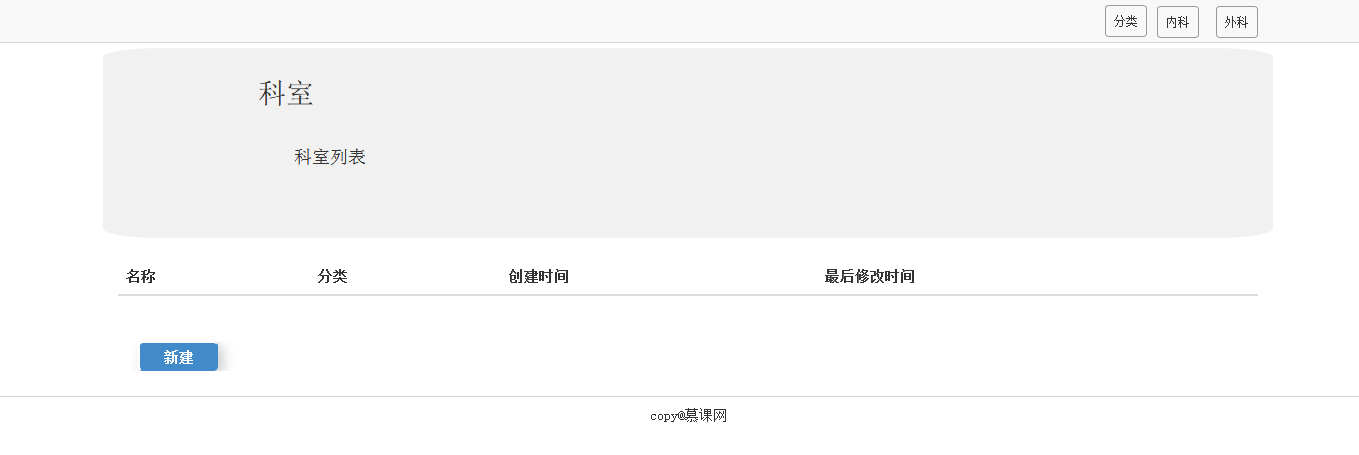 分类 内科 外科
科室
科室列表
名称 分类 创建时间 最后修改时间
新建
copy@慕课网